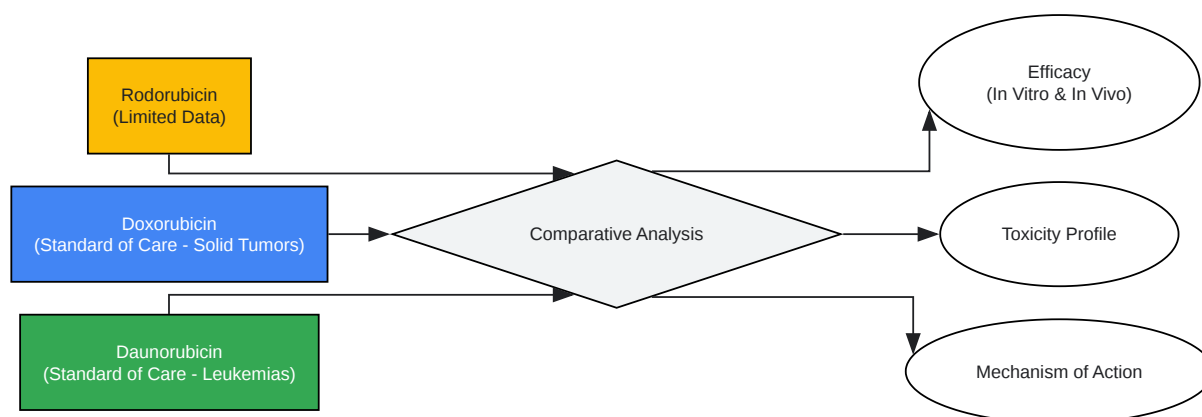 Rodorubicin
(Limited Data)
Doxorubicin
(Standard of Care - Solid Tumors)
Daunorubicin
(Standard of Care - Leukemias)
Comparative Analysis
Efficacy
(In Vitro & In Vivo)
Toxicity Profile
Mechanism of Action